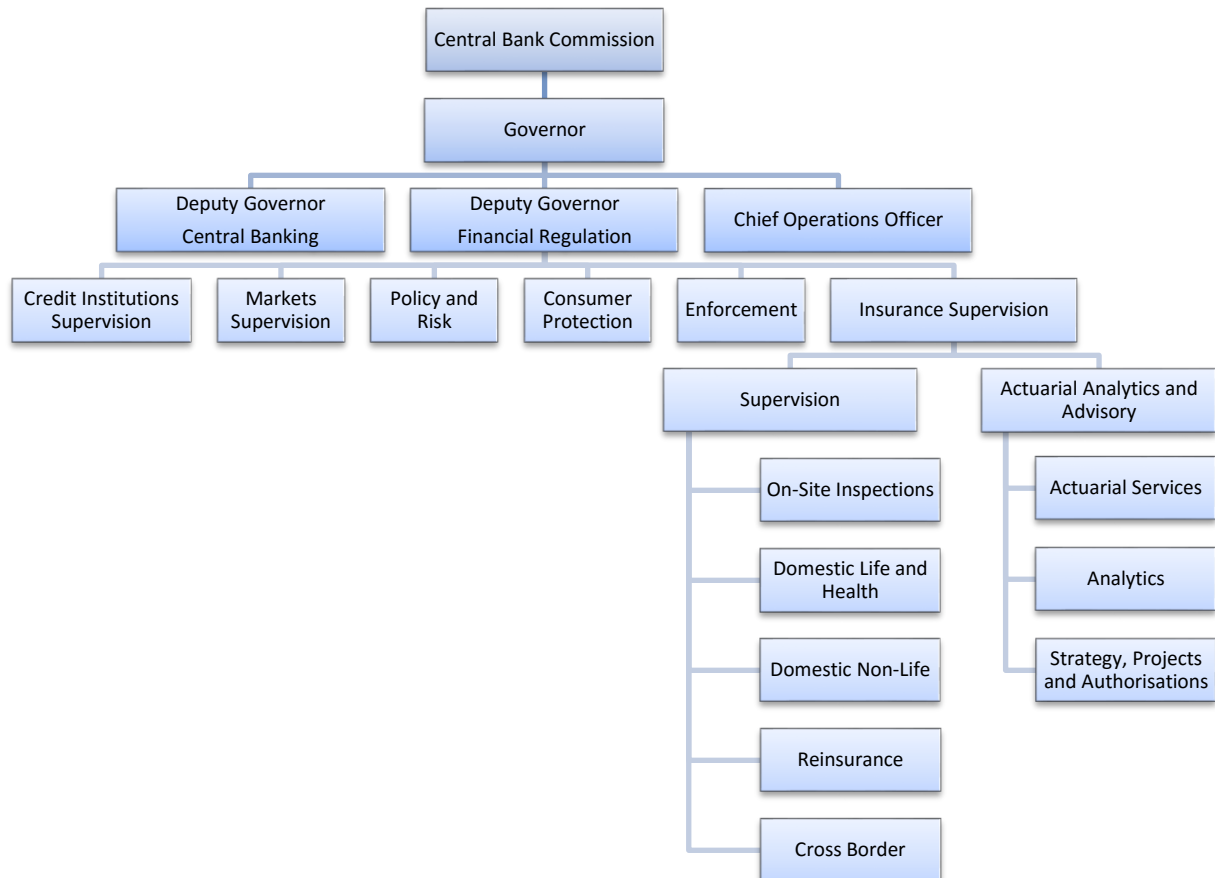 Central Bank Commission
Governor
Deputy Governor
Central Banking
Deputy Governor
Financial Regulation
Chief Operations Officer
Credit Institutions
Supervision
Markets
Supervision
Policy and
Risk
Consumer
Protection
Enforcement
Insurance Supervision
Supervision
On-Site Inspections
Domestic Life and
Health
Domestic Non-Life
Reinsurance
Cross Border
Actuarial Analytics and
Advisory
Actuarial Services
Analytics
Strategy, Projects
and Authorisations